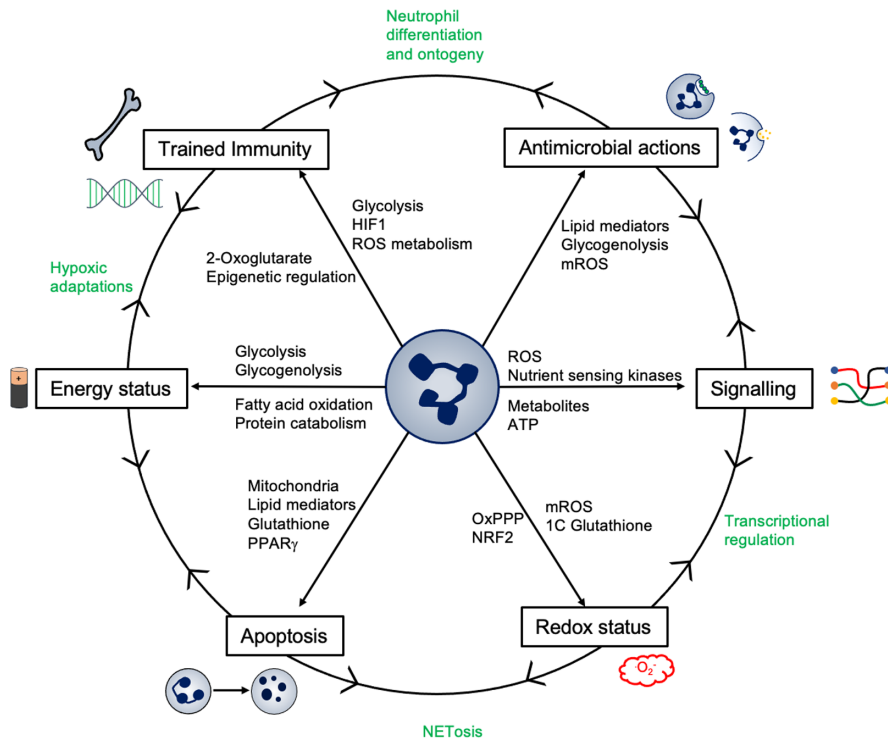 Neutrophil
differentiation
and ontogeny
Trained Immunity
Antimicrobial actions
Glycolysis
HIF1
ROS metabolism
2-Oxoglutarate
Epigenetic regulation
Lipid mediators
Glycogenolysis
mROS
Hypoxic
adaptations
Glycolysis
Glycogenolysis
ROS
Nutrient sensing kinases
+
Energy status
Signalling
Fatty acid oxidation
Protein catabolism
Metabolites
ATP
Mitochondria
Lipid mediators
Glutathione
PPARγ
OxPPP
NRF2
mROS
1C Glutathione
Transcriptional
regulation
Apoptosis
Redox status
·O₂⁻
NETosis